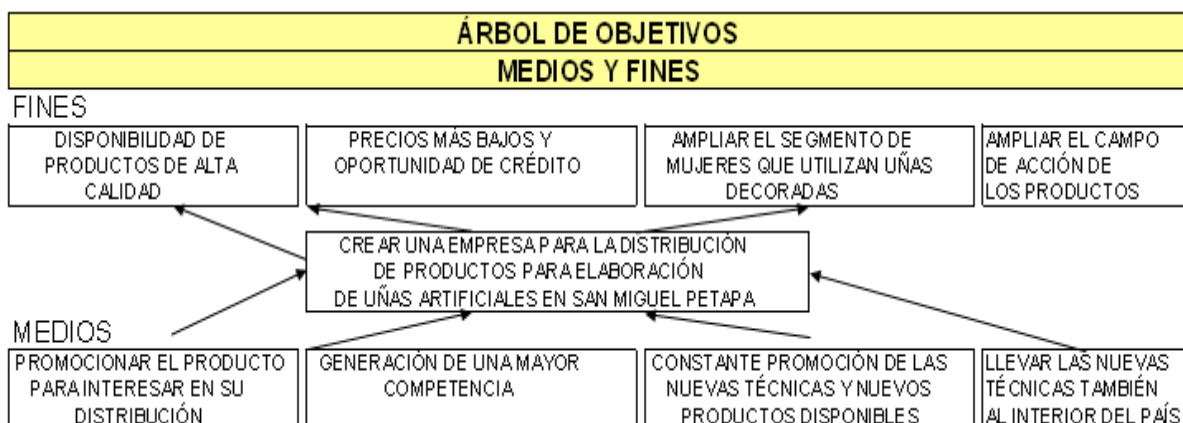 ÁRBOL DE OBJETIVOS
MEDIOS Y FINES
FINES
DISPONIBILIDAD DE
PRODUCTOS DE ALTA
CALIDAD
PRECIOS MÁS BAJOS Y
OPORTUNIDAD DE CRÉDITO
AMPLIAR EL SEGMENTO DE
MUJERES QUE UTILIZAN UÑAS
DECORADAS
AMPLIAR EL CAMPO
DE ACCIÓN DE
LOS PRODUCTOS
CREAR UNA EMPRESA PARA LA DISTRIBUCIÓN
DE PRODUCTOS PARA ELABORACIÓN
DE UÑAS ARTIFICIALES EN SAN MIGUEL PETAPA
MEDIOS
PROMOCIONAR EL PRODUCTO
PARA INTERESAR EN SU
DISTRIBUCIÓN
GENERACIÓN DE UNA MAYOR
COMPETENCIA
CONSTANTE PROMOCIÓN DE LAS
NUEVAS TÉCNICAS Y NUEVOS
PRODUCTOS DISPONIBLES
LLEVAR LAS NUEVAS
TÉCNICAS TAMBIÉN
AL INTERIOR DEL PAÍS